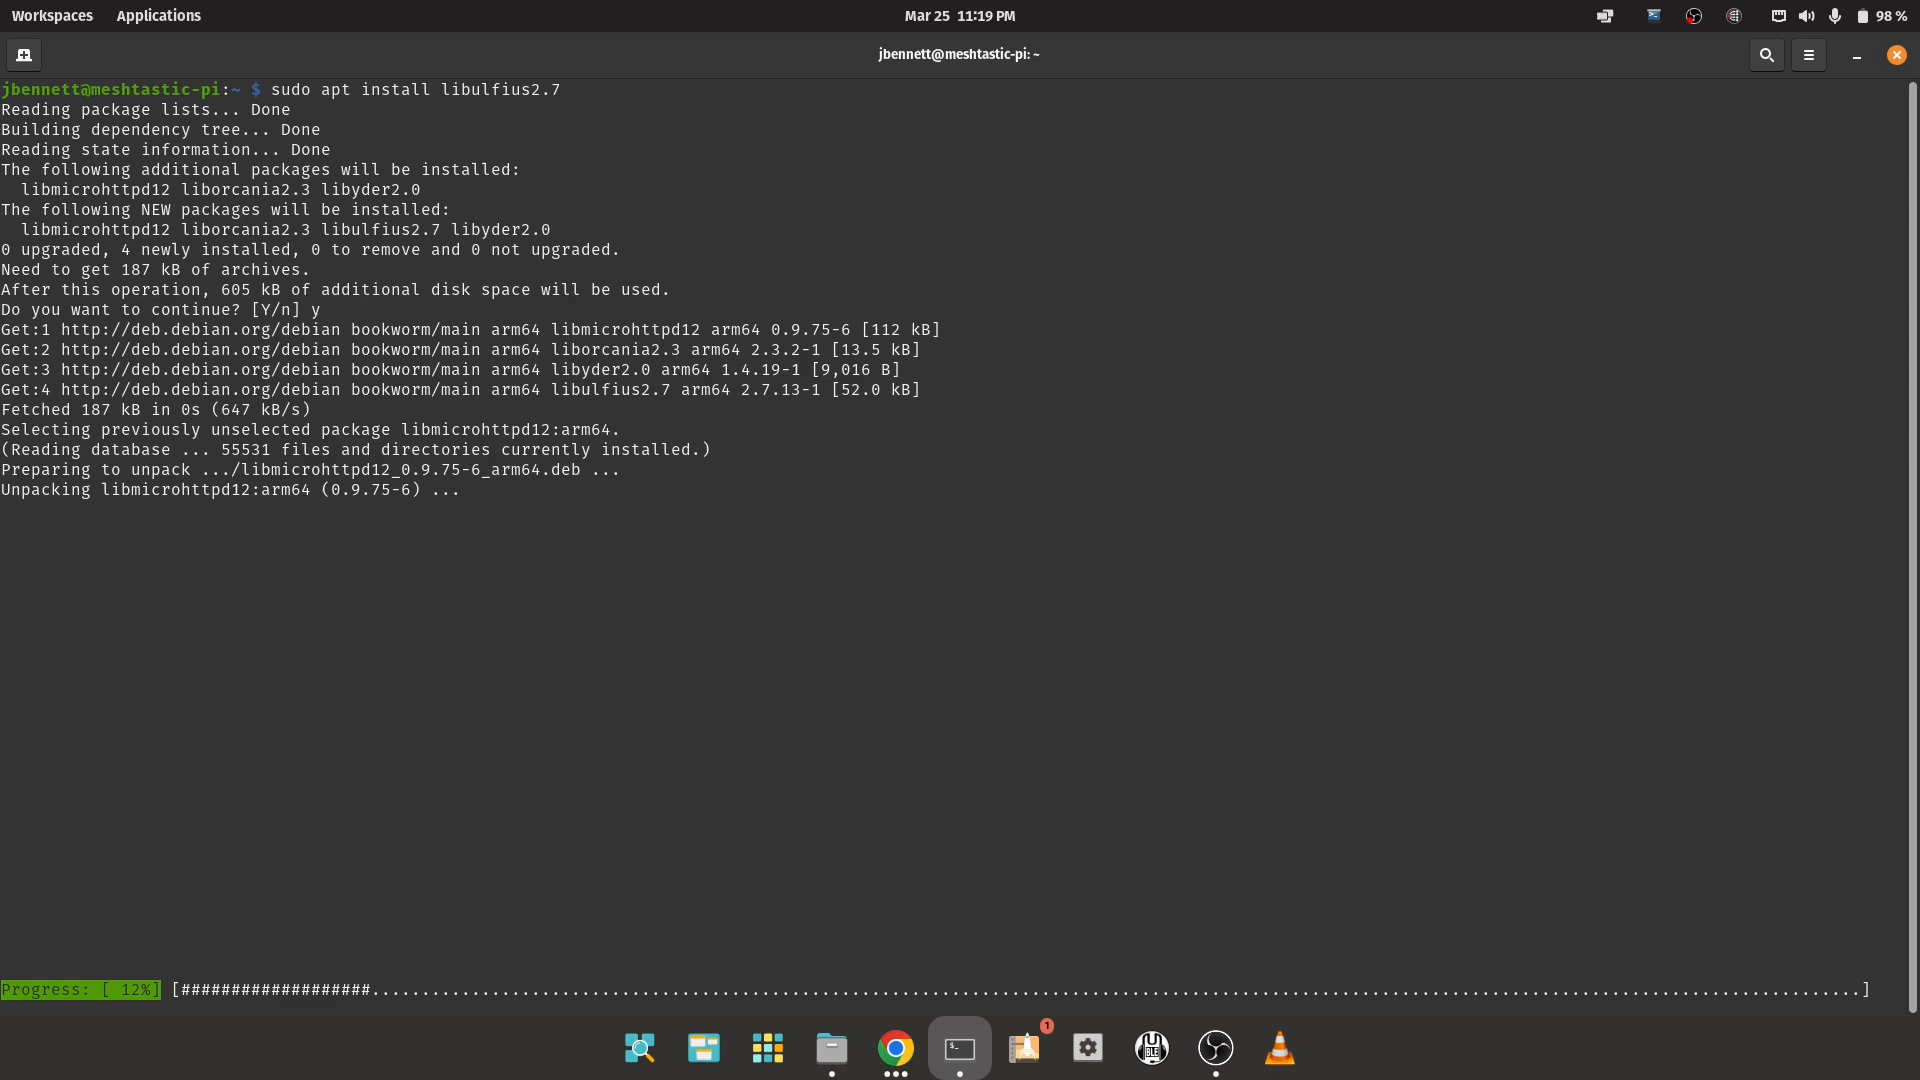 Workspaces Applications Mar 25 11:19 PM 98 %
jbennett@meshtastic-pi: ~
jbennett@meshtastic-pi:~ $ sudo apt install libulfius2.7
Reading package lists... Done
Building dependency tree... Done
Reading state information... Done
The following additional packages will be installed:
  libmicrohttpd12 liborcania2.3 libyder2.0
The following NEW packages will be installed:
  libmicrohttpd12 liborcania2.3 libulfius2.7 libyder2.0
0 upgraded, 4 newly installed, 0 to remove and 0 not upgraded.
Need to get 187 kB of archives.
After this operation, 605 kB of additional disk space will be used.
Do you want to continue? [Y/n] y
Get:1 http://deb.debian.org/debian bookworm/main arm64 libmicrohttpd12 arm64 0.9.75-6 [112 kB]
Get:2 http://deb.debian.org/debian bookworm/main arm64 liborcania2.3 arm64 2.3.2-1 [13.5 kB]
Get:3 http://deb.debian.org/debian bookworm/main arm64 libyder2.0 arm64 1.4.19-1 [9,016 B]
Get:4 http://deb.debian.org/debian bookworm/main arm64 libulfius2.7 arm64 2.7.13-1 [52.0 kB]
Fetched 187 kB in 0s (647 kB/s)
Selecting previously unselected package libmicrohttpd12:arm64.
(Reading database ... 55531 files and directories currently installed.)
Preparing to unpack .../libmicrohttpd12_0.9.75-6_arm64.deb ...
Unpacking libmicrohttpd12:arm64 (0.9.75-6) ...
Progress: [ 12%] [###################.....................................................................................................................................................]
1
$_
BLE